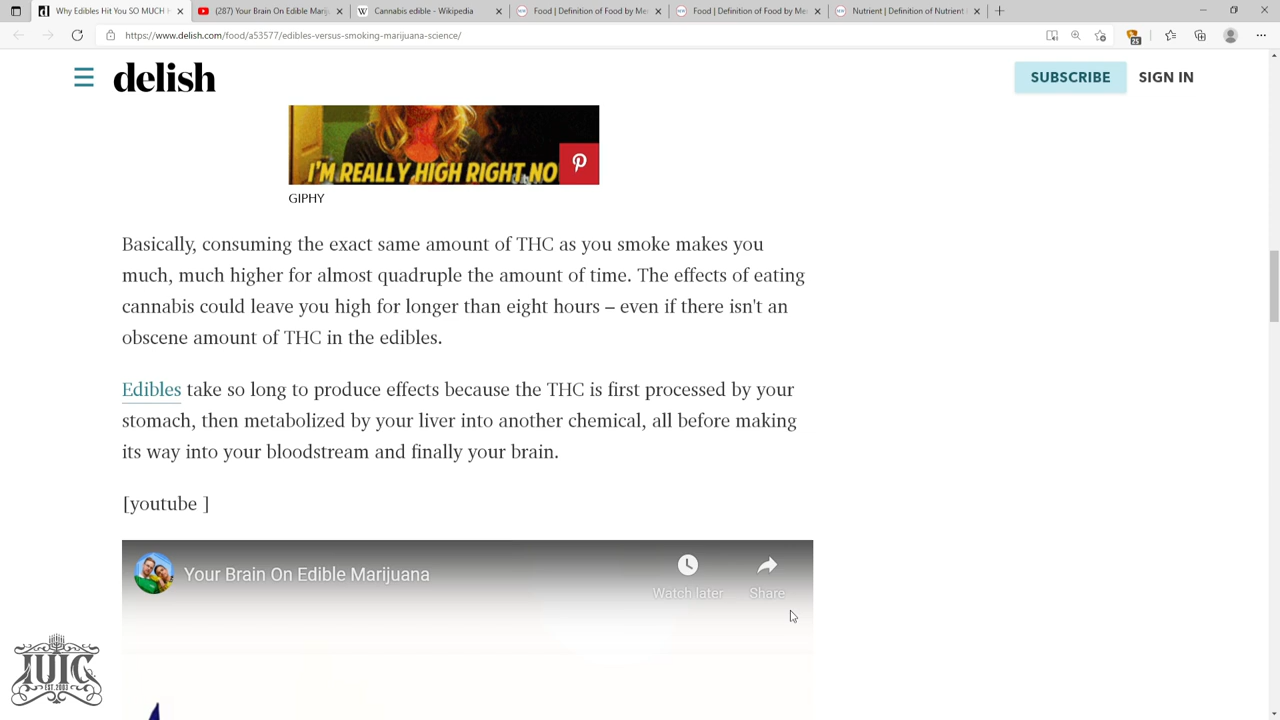 Why Edibles Hit You SO MUCH
(287) Your Brain On Edible Marij
Cannabis edible - Wikipedia
Food | Definition of Food by Me
Food | Definition of Food by Me
Nutrient | Definition of Nutrient
https://www.delish.com/food/a53577/edibles-versus-smoking-marijuana-science/
25
delish
SUBSCRIBE
SIGN IN
I'M REALLY HIGH RIGHT NO
GIPHY
Basically, consuming the exact same amount of THC as you smoke makes you
much, much higher for almost quadruple the amount of time. The effects of eating
cannabis could leave you high for longer than eight hours – even if there isn't an
obscene amount of THC in the edibles.
Edibles take so long to produce effects because the THC is first processed by your
stomach, then metabolized by your liver into another chemical, all before making
its way into your bloodstream and finally your brain.
[youtube ]
Your Brain On Edible Marijuana
Watch later
Share
IUIC
EST. 2003